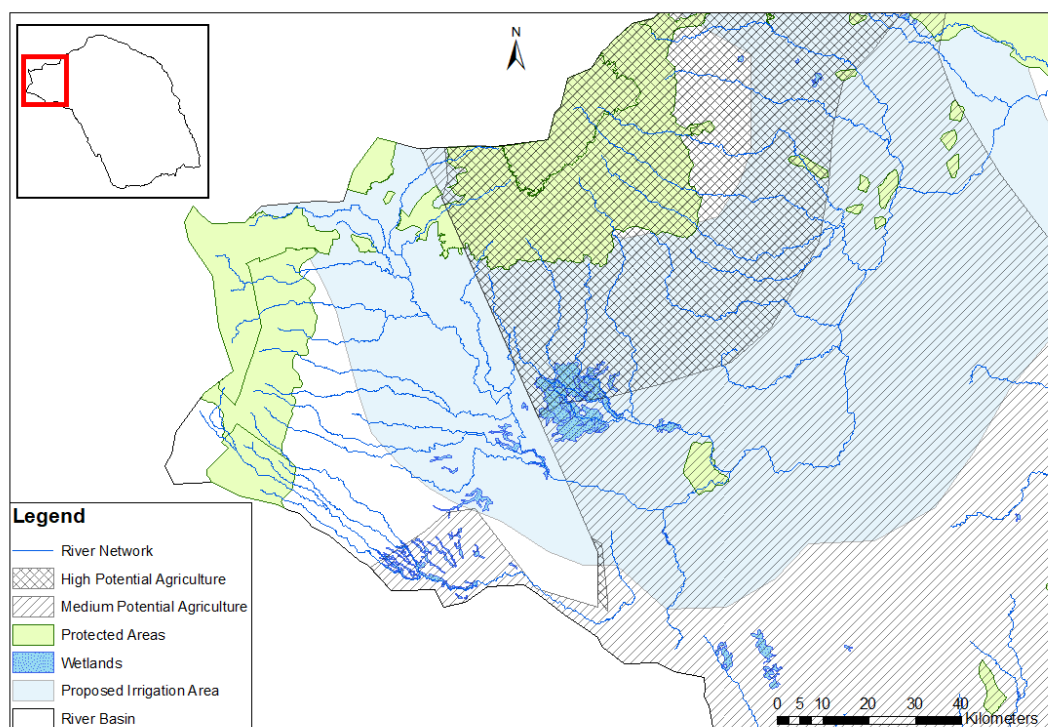 N
Legend
River Network
High Potential Agriculture
Medium Potential Agriculture
Protected Areas
Wetlands
Proposed Irrigation Area
River Basin
0 5 10 20 30 40
Kilometers